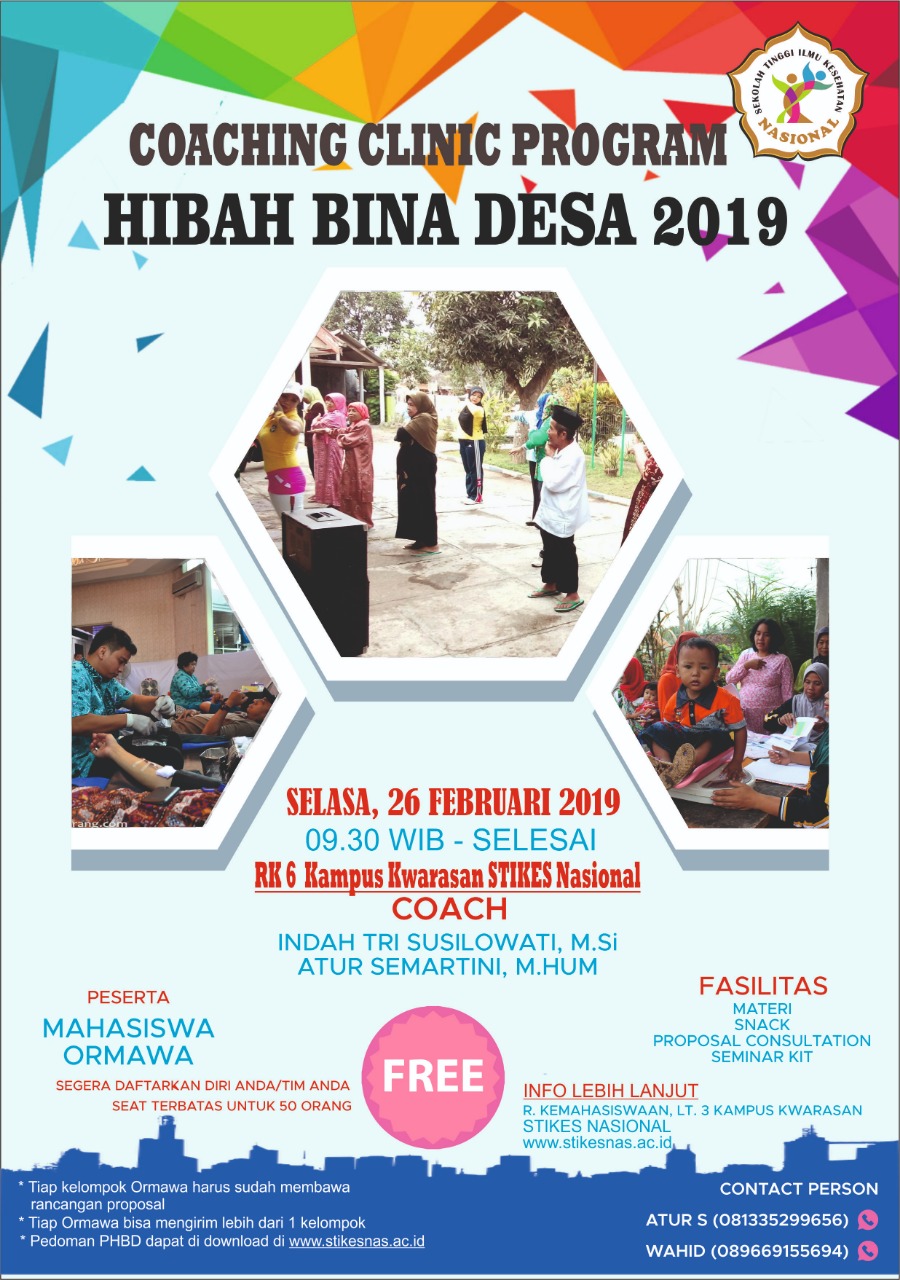 SEKOLAH TINGGI ILMU KESEHATAN
NASIONAL
COACHING CLINIC PROGRAM
HIBAH BINA DESA 2019
rang.com
SELASA, 26 FEBRUARI 2019
09.30 WIB - SELESAI
RK 6 Kampus Kwarasan STIKES Nasional
COACH
INDAH TRI SUSILOWATI, M.Si
ATUR SEMARTINI, M.HUM
PESERTA
MAHASISWA
ORMAWA
SEGERA DAFTARKAN DIRI ANDA/TIM ANDA
SEAT TERBATAS UNTUK 50 ORANG
FREE
FASILITAS
MATERI
SNACK
PROPOSAL CONSULTATION
SEMINAR KIT
INFO LEBIH LANJUT
R. KEMAHASISWAAN, LT. 3 KAMPUS KWARASAN
STIKES NASIONAL
www.stikesnas.ac.id
* Tiap kelompok Ormawa harus sudah membawa
rancangan proposal
* Tiap Ormawa bisa mengirim lebih dari 1 kelompok
* Pedoman PHBD dapat di download di www.stikesnas.ac.id
CONTACT PERSON
ATUR S (081335299656)
WAHID (089669155694)